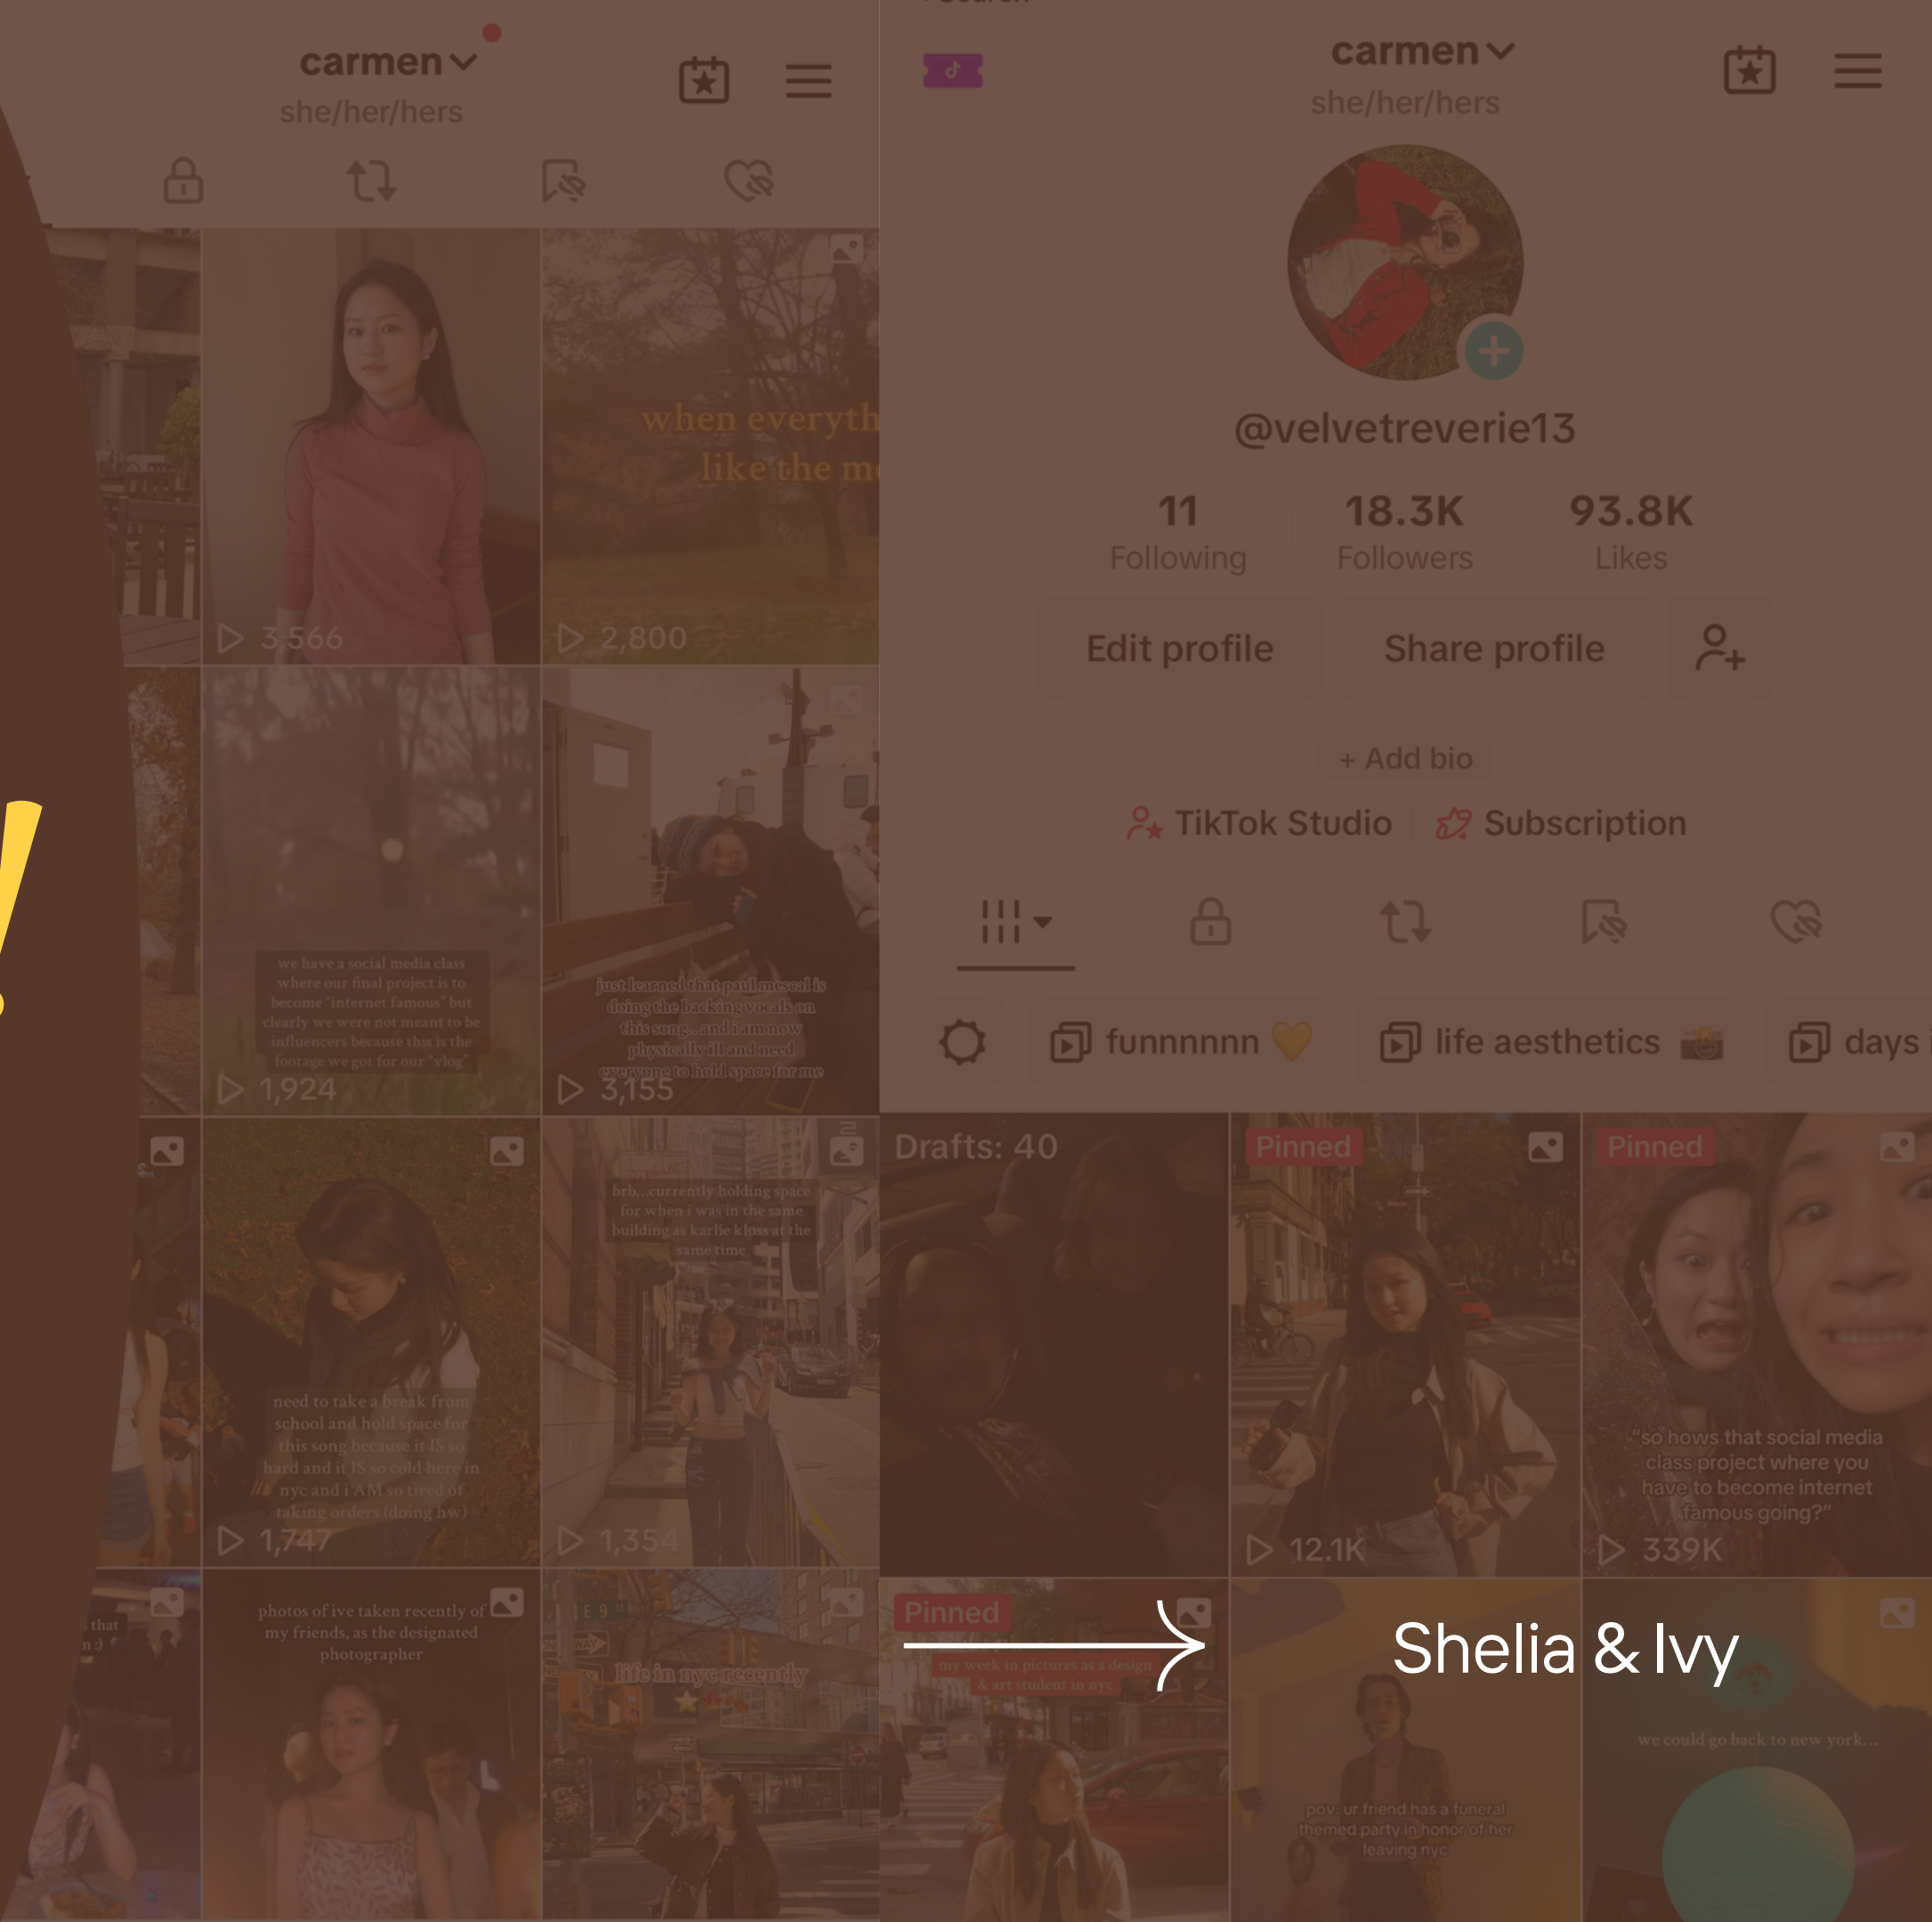 carmen
she/her/hers
when everyth
like the m
3,566
2,800
we have a social media class
where our final project is to
become "internet famous" but
clearly we were not meant to be
influencers because this is the
footage we got for our "vlog"
1,924
just learned that paul mescal is
doing the backing vocals on
this song...and i am now
physically ill and need
everyone to hold space for me
3,155
need to take a break from
school and hold space for
this song because it IS so
hard and it IS so cold here in
nyc and i AM so tired of
taking orders (doing hw)
1,747
brb...currently holding space
for when i was in the same
building as karlie kloss at the
same time
1,354
that
m :)
photos of ive taken recently of
my friends, as the designated
photographer
E 9 ST
life in nyc recently
carmen
she/her/hers
@velvetreverie13
11
Following
18.3K
Followers
93.8K
Likes
Edit profile
Share profile
+ Add bio
TikTok Studio
Subscription
funnnnnn 💛
life aesthetics 📸
days
Drafts: 40
Pinned
12.1K
Pinned
"so hows that social media
class project where you
have to become internet
famous going?"
339K
Pinned
my week in pictures as a design
& art student in nyc
Shelia & Ivy
pov: ur friend has a funeral
themed party in honor of her
leaving nyc
we could go back to new york...
!